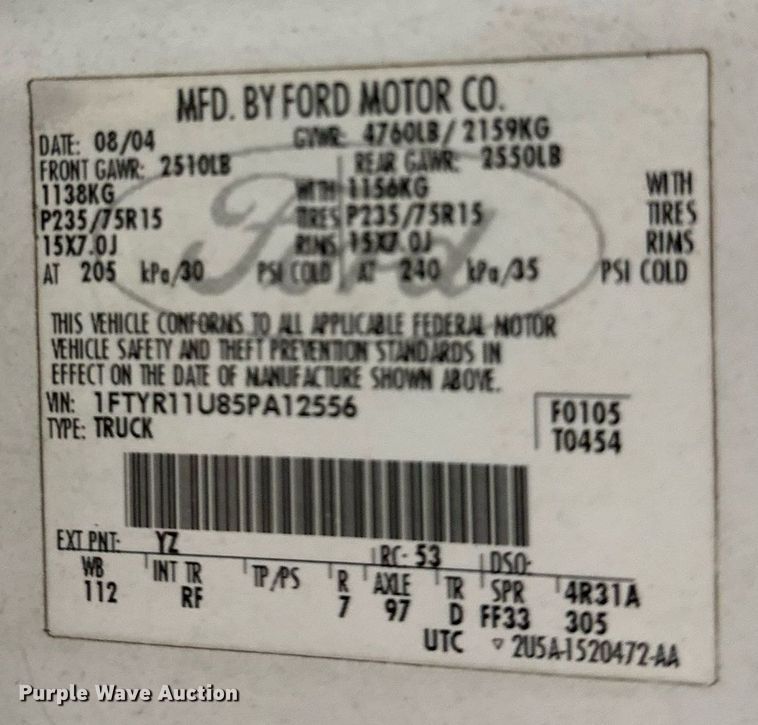 MFD. BY FORD MOTOR CO.
DATE: 08/04 GVWR: 4760LB / 2159KG
FRONT GAWR: 2510LB REAR GAWR: 2550LB
1138KG WITH 1156KG WITH
P235/75R15 TIRES P235/75R15 TIRES
15X7.0J RIMS 15X7.0J RIMS
AT 205 kPa/30 PSI COLD AT 240 kPa/35 PSI COLD
Ford
THIS VEHICLE CONFORMS TO ALL APPLICABLE FEDERAL MOTOR
VEHICLE SAFETY AND THEFT PREVENTION STANDARDS IN
EFFECT ON THE DATE OF MANUFACTURE SHOWN ABOVE.
VIN: 1FTYR11U85PA12556 F0105
TYPE: TRUCK T0454
EXT PNT: YZ RC: 53 DSO:
WB INT TR TP/PS R AXLE TR SPR 4R31A
112 RF 7 97 D FF33 305
UTC ▽ 2U5A-1520472-AA
Purple Wave Auction